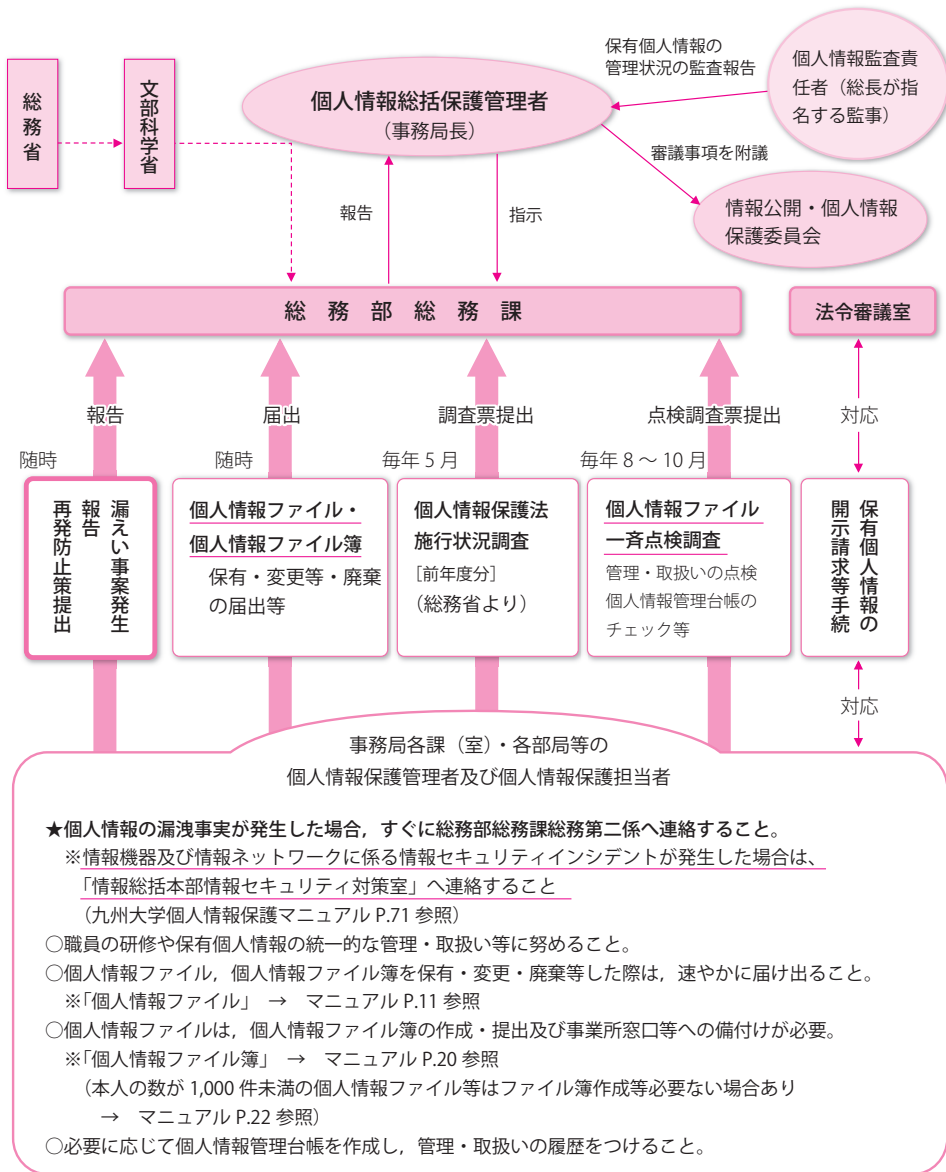 総務省
文部科学省
個人情報総括保護管理者
（事務局長）
保有個人情報の
管理状況の監査報告
個人情報監査責
任者（総長が指
名する監事）
審議事項を附議
情報公開・個人情報
保護委員会
報告
指示
総務部総務課
法令審議室
報告
届出
調査票提出
点検調査票提出
対応
随時
随時
毎年 5 月
毎年 8 ～ 10 月
漏えい事案発生
報告
再発防止策提出
個人情報ファイル・
個人情報ファイル簿
保有・変更等・廃棄
の届出等
個人情報保護法
施行状況調査
［前年度分］
（総務省より）
個人情報ファイル
一斉点検調査
管理・取扱いの点検
個人情報管理台帳の
チェック等
保有個人情報の
開示請求等手続
対応
事務局各課（室）・各部局等の
個人情報保護管理者及び個人情報保護担当者
★個人情報の漏洩事実が発生した場合，すぐに総務部総務課総務第二係へ連絡すること。
※情報機器及び情報ネットワークに係る情報セキュリティインシデントが発生した場合は、
「情報総括本部情報セキュリティ対策室」へ連絡すること
（九州大学個人情報保護マニュアル P.71 参照）
○職員の研修や保有個人情報の統一的な管理・取扱い等に努めること。
○個人情報ファイル，個人情報ファイル簿を保有・変更・廃棄等した際は，速やかに届け出ること。
※「個人情報ファイル」 → マニュアル P.11 参照
○個人情報ファイルは，個人情報ファイル簿の作成・提出及び事業所窓口等への備付けが必要。
※「個人情報ファイル簿」 → マニュアル P.20 参照
（本人の数が 1,000 件未満の個人情報ファイル等はファイル簿作成等必要ない場合あり
→ マニュアル P.22 参照）
○必要に応じて個人情報管理台帳を作成し，管理・取扱いの履歴をつけること。